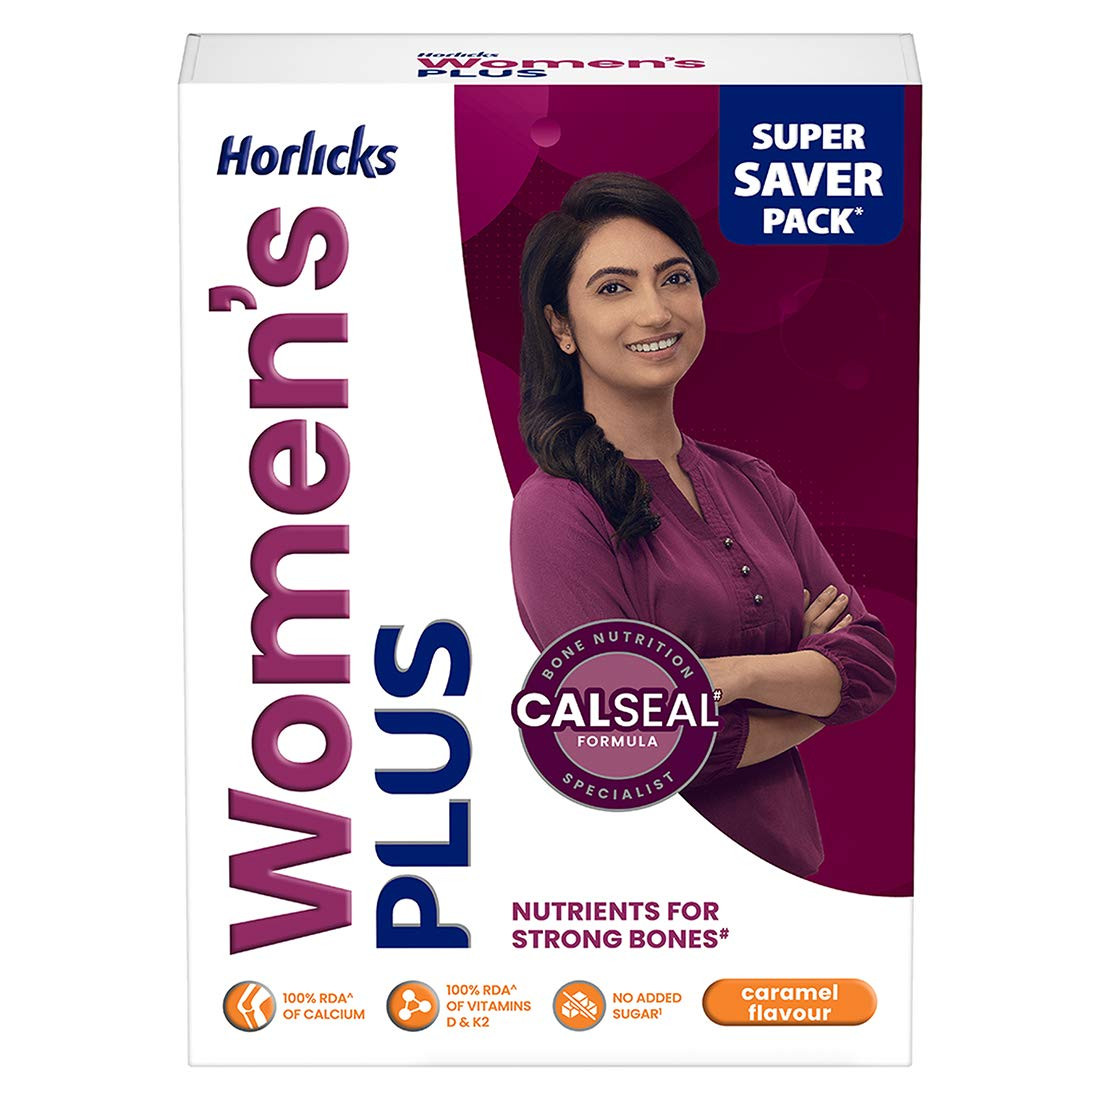 Horlicks
Women's
PLUS
Horlicks
Women's
PLUS
SUPER
SAVER
PACK*
BONE NUTRITION
CALSEAL#
FORMULA
SPECIALIST
NUTRIENTS FOR
STRONG BONES#
100% RDA^
OF CALCIUM
100% RDA^
OF VITAMINS
D & K2
NO ADDED
SUGAR¹
caramel
flavour